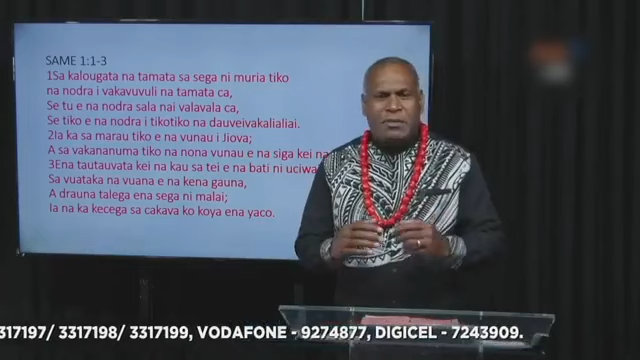 SAME 1:1-3
1Sa kalougata na tamata sa sega ni muria tiko
na nodra i vakavuvuli na tamata ca,
Se tu e na nodra sala nai valavala ca,
Se tiko e na nodra i tikotiko na dauveivakalialiai.
2Ia ka sa marau tiko e na vunau i Jiova;
A sa vakananuma tiko na nona vunau e na siga kei na
3Ena tautauvata kei na kau sa tei e na bati ni uciwai
Sa vuataka na vuana e na kena gauna,
A drauna talega ena sega ni malai;
Ia na ka kecega sa cakava ko koya ena yaco.
317197/ 3317198/ 3317199, VODAFONE - 9274877, DIGICEL - 7243909.